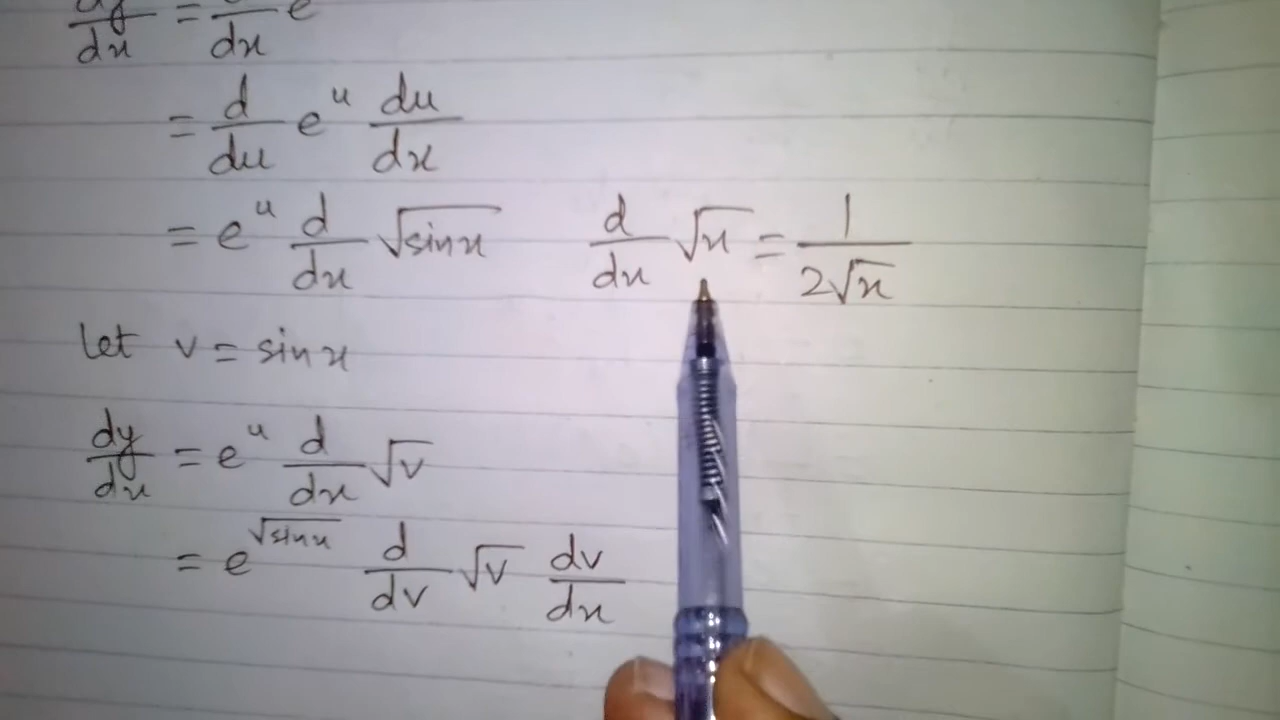 dy/dx = d/dx e
= d/du e^u du/dx
= e^u d/dx √sinx    d/dx √x = 1/(2√x)
let v = sinx
dy/dx = e^u d/dx √v
= e^√sinx d/dv √v dv/dx